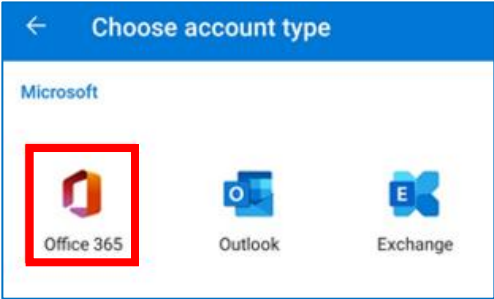 Choose account type
Microsoft
O
E
Office 365
Outlook
Exchange